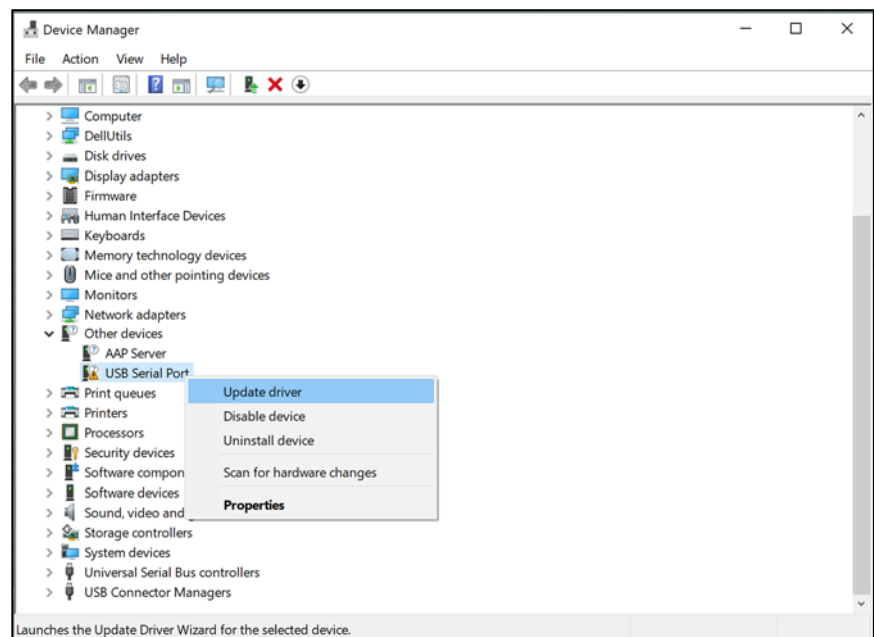 Device Manager
File Action View Help
Computer
DellUtils
Disk drives
Display adapters
Firmware
Human Interface Devices
Keyboards
Memory technology devices
Mice and other pointing devices
Monitors
Network adapters
Other devices
AAP Server
USB Serial Port
Update driver
Print queues
Disable device
Printers
Uninstall device
Processors
Security devices
Scan for hardware changes
Software compon
Software devices
Properties
Sound, video and
Storage controllers
System devices
Universal Serial Bus controllers
USB Connector Managers
Launches the Update Driver Wizard for the selected device.